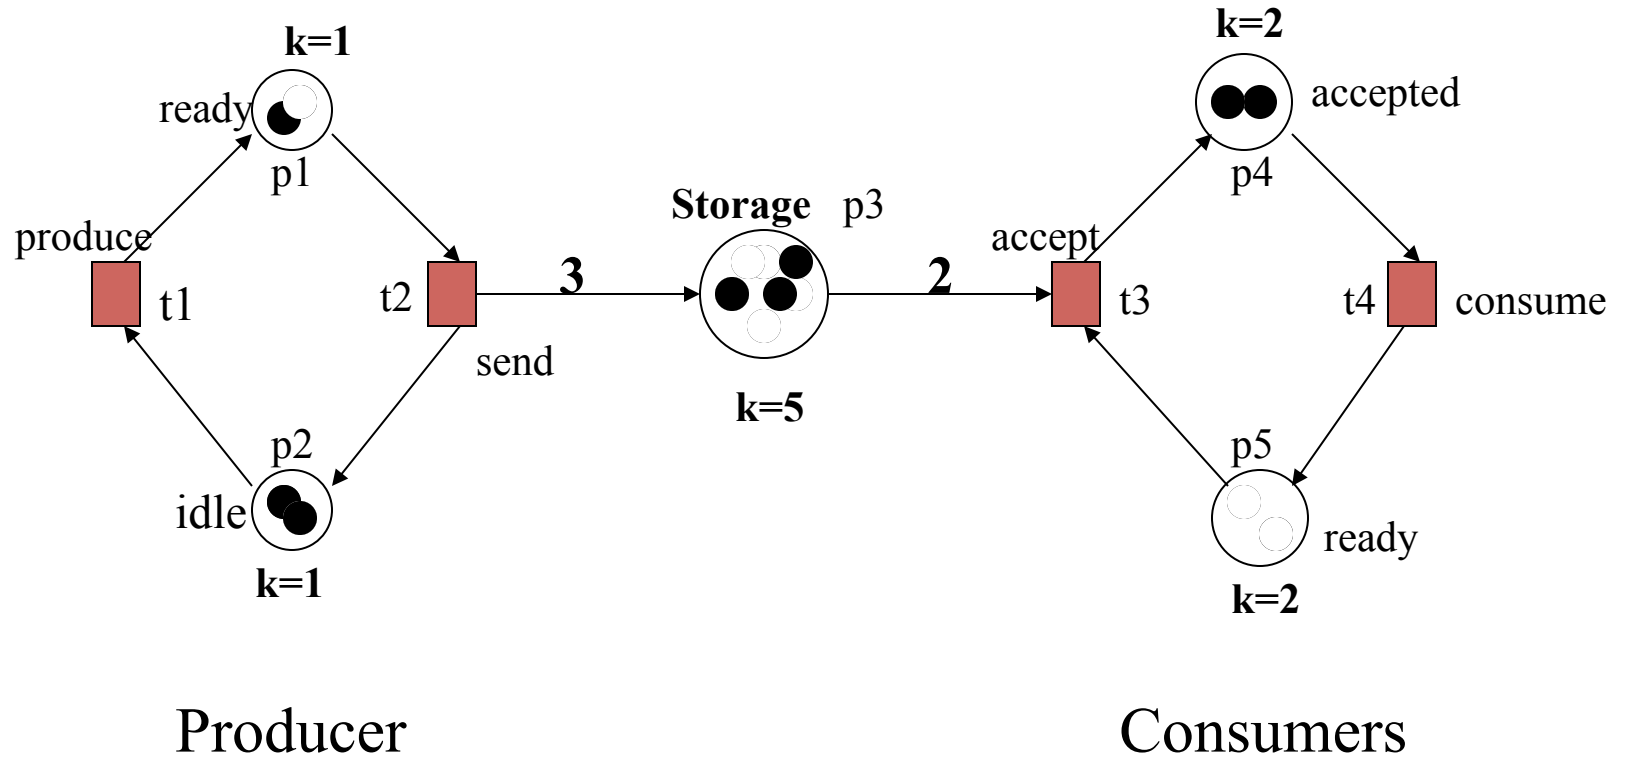 k=1
ready
p1
produce
t1
t2
send
p2
idle
k=1
3
Storage p3
k=5
2
k=2
accepted
p4
accept
t3
t4
consume
p5
ready
k=2
Producer
Consumers